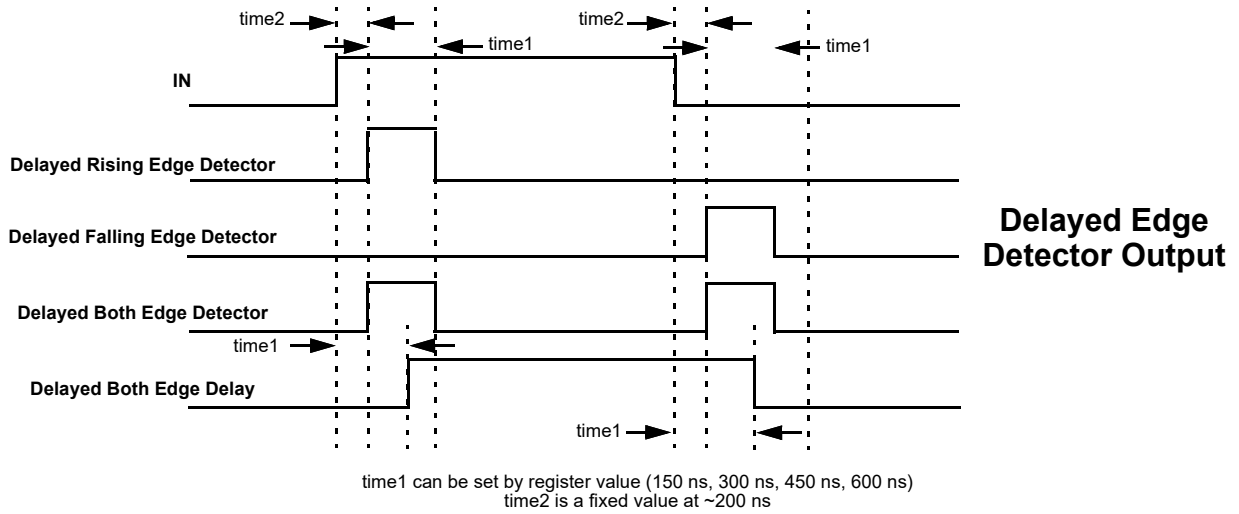 time2
time2
time1
time1
IN
Delayed Rising Edge Detector
Delayed Falling Edge Detector
Delayed Edge
Detector Output
Delayed Both Edge Detector
time1
Delayed Both Edge Delay
time1
time1 can be set by register value (150 ns, 300 ns, 450 ns, 600 ns)
time2 is a fixed value at ~200 ns